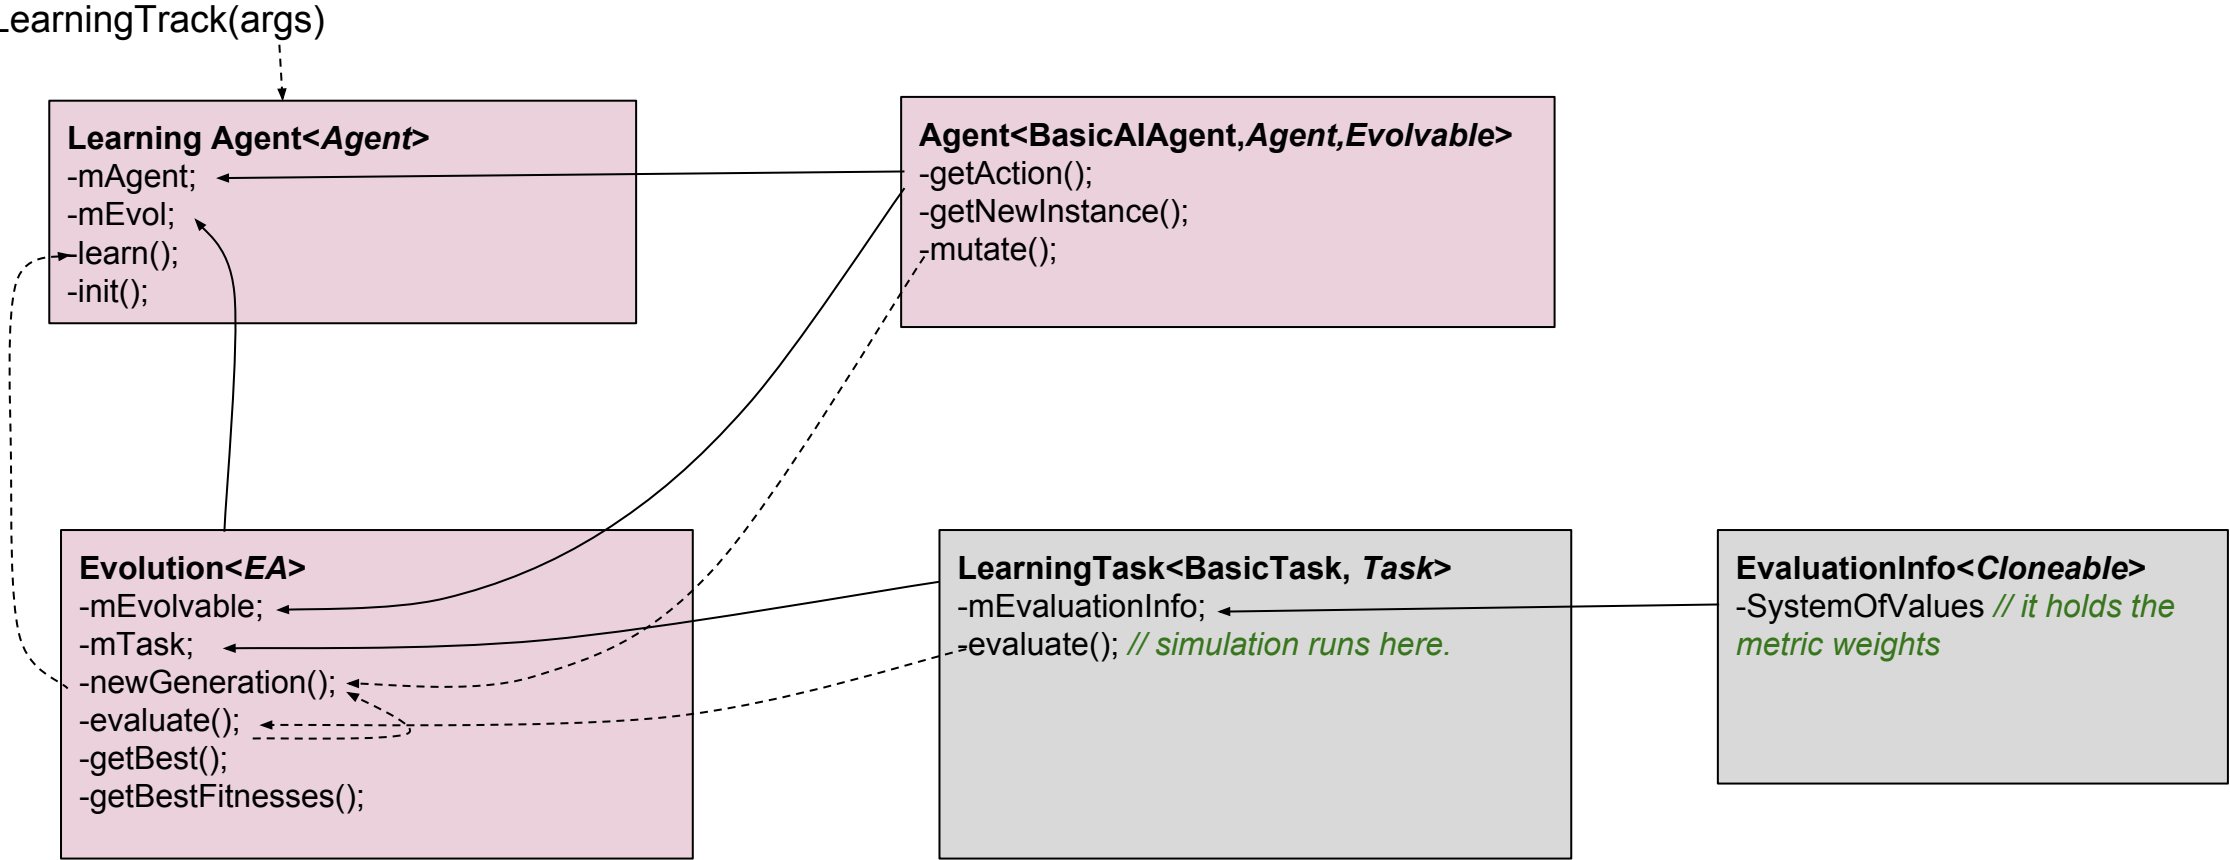 LearningTrack(args)
Learning Agent<Agent>
-mAgent;
-mEvol;
-learn();
-init();
Agent<BasicAIAgent,Agent,Evolvable>
-getAction();
-getNewInstance();
-mutate();
Evolution<EA>
-mEvolvable;
-mTask;
-newGeneration();
-evaluate();
-getBest();
-getBestFitnesses();
LearningTask<BasicTask, Task>
-mEvaluationInfo;
-evaluate(); // simulation runs here.
EvaluationInfo<Cloneable>
-SystemOfValues // it holds the
metric weights